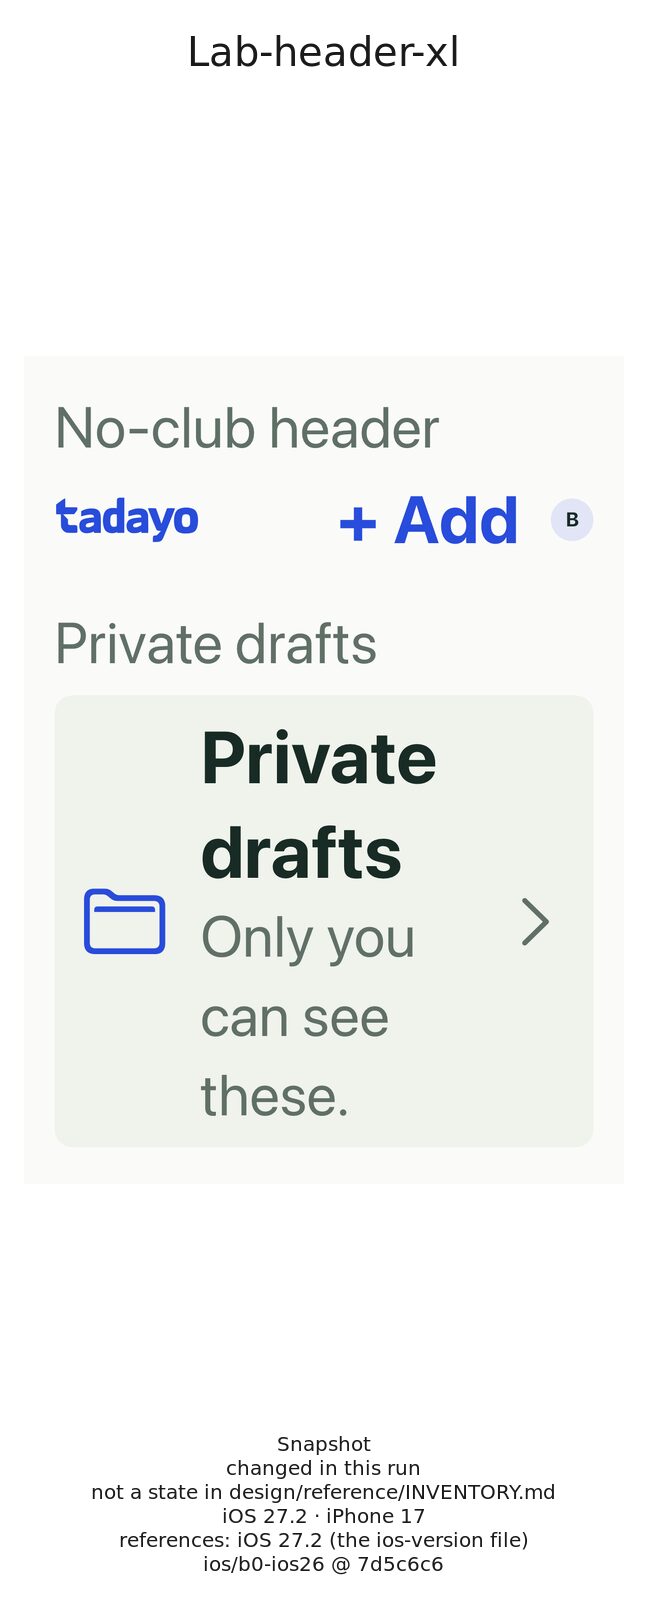 Lab-header-xl
No-club header
tadayo
+ Add
B
Private drafts
Private
drafts
Only you
can see
these.
Snapshot
changed in this run
not a state in design/reference/INVENTORY.md
iOS 27.2 · iPhone 17
references: iOS 27.2 (the ios-version file)
ios/b0-ios26 @ 7d5c6c6